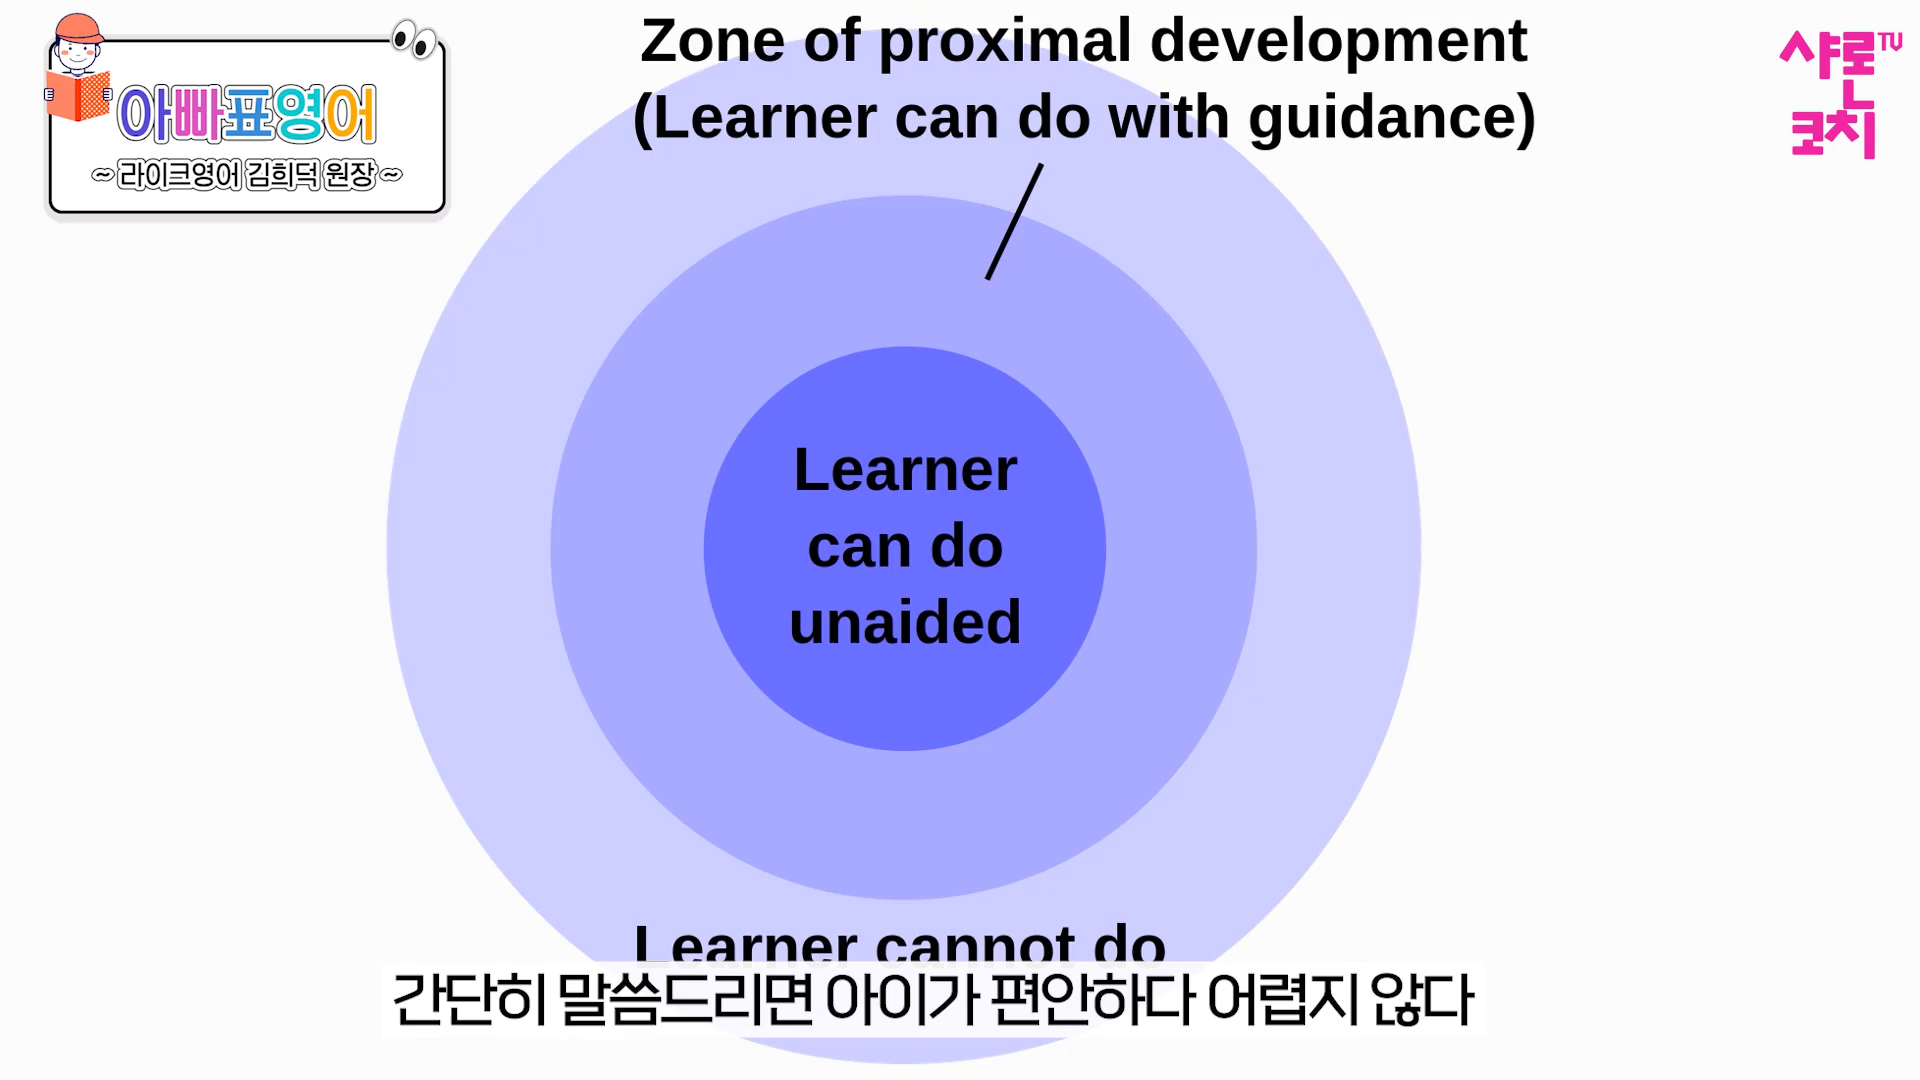 아빠표영어
~ 라이크영어 김희덕 원장 ~
Zone of proximal development
(Learner can do with guidance)
샤론TV
코치
Learner
can do
unaided
Learner cannot do
간단히 말씀드리면 아이가 편안하다 어렵지 않다